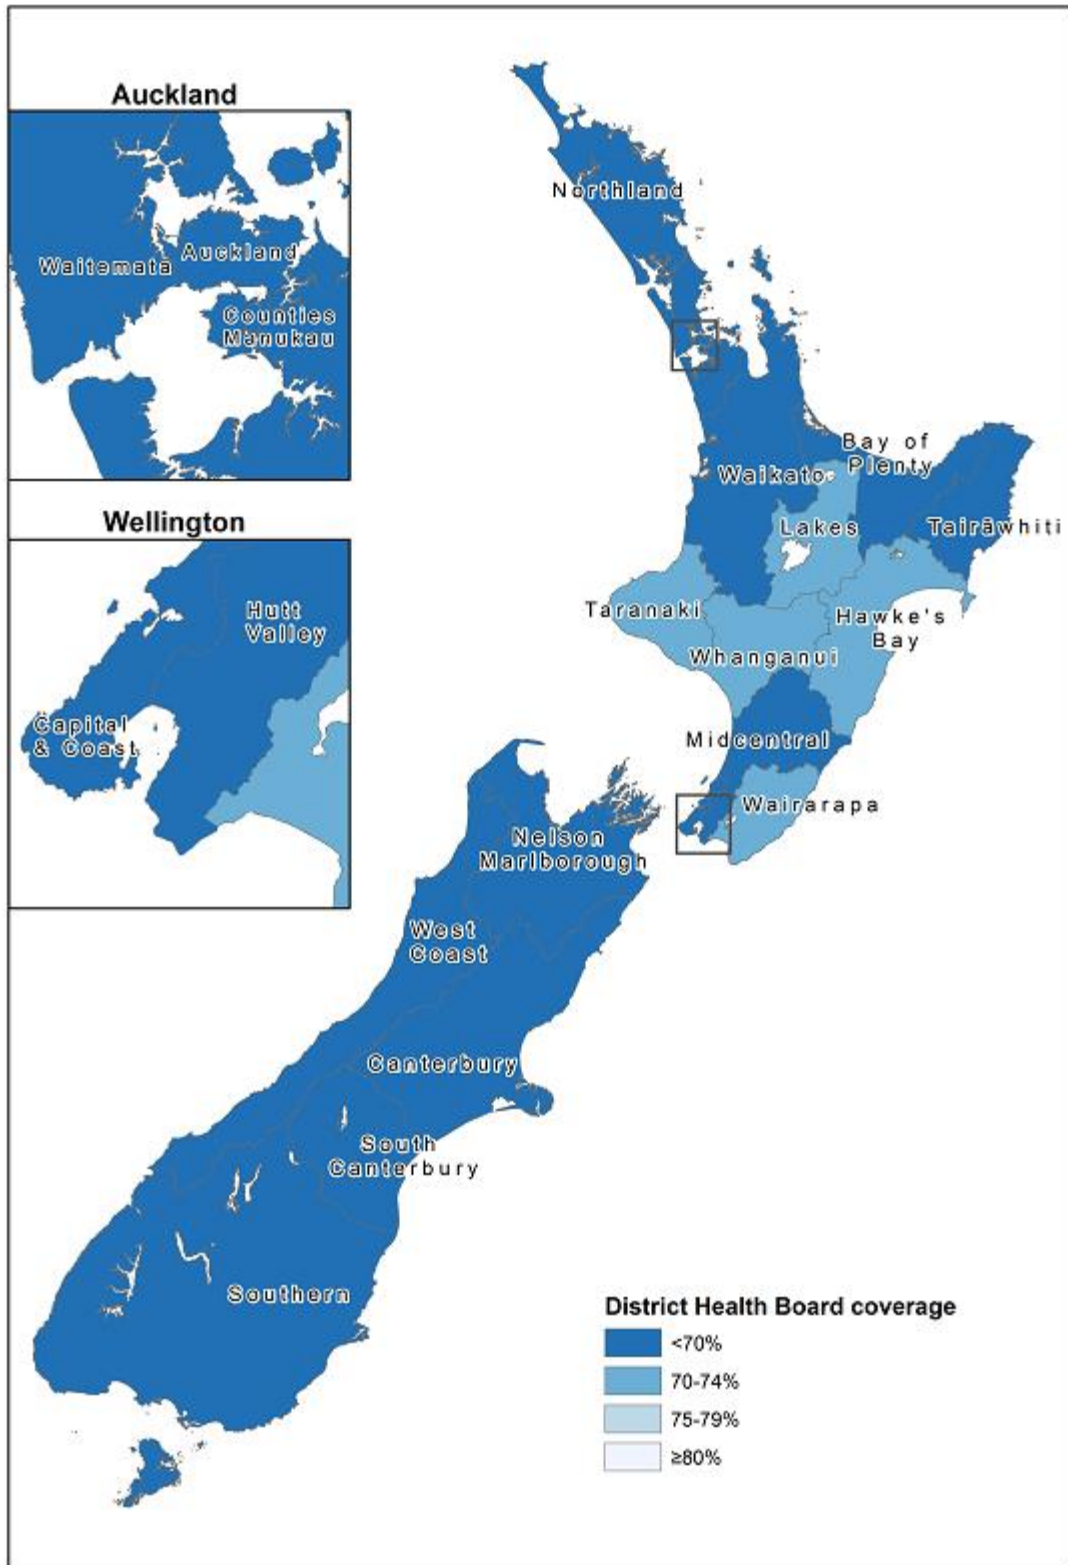 Auckland
Waitemata
Auckland
Counties
Manukau
Wellington
Hutt
Valley
Capital
& Coast
Northland
Bay of
Plenty
Waikato
Lakes
Tairāwhiti
Taranaki
Hawke's
Bay
Whanganui
Midcentral
Wairarapa
Nelson
Marlborough
West
Coast
Canterbury
South
Canterbury
Southern
District Health Board coverage
<70%
70-74%
75-79%
≥80%